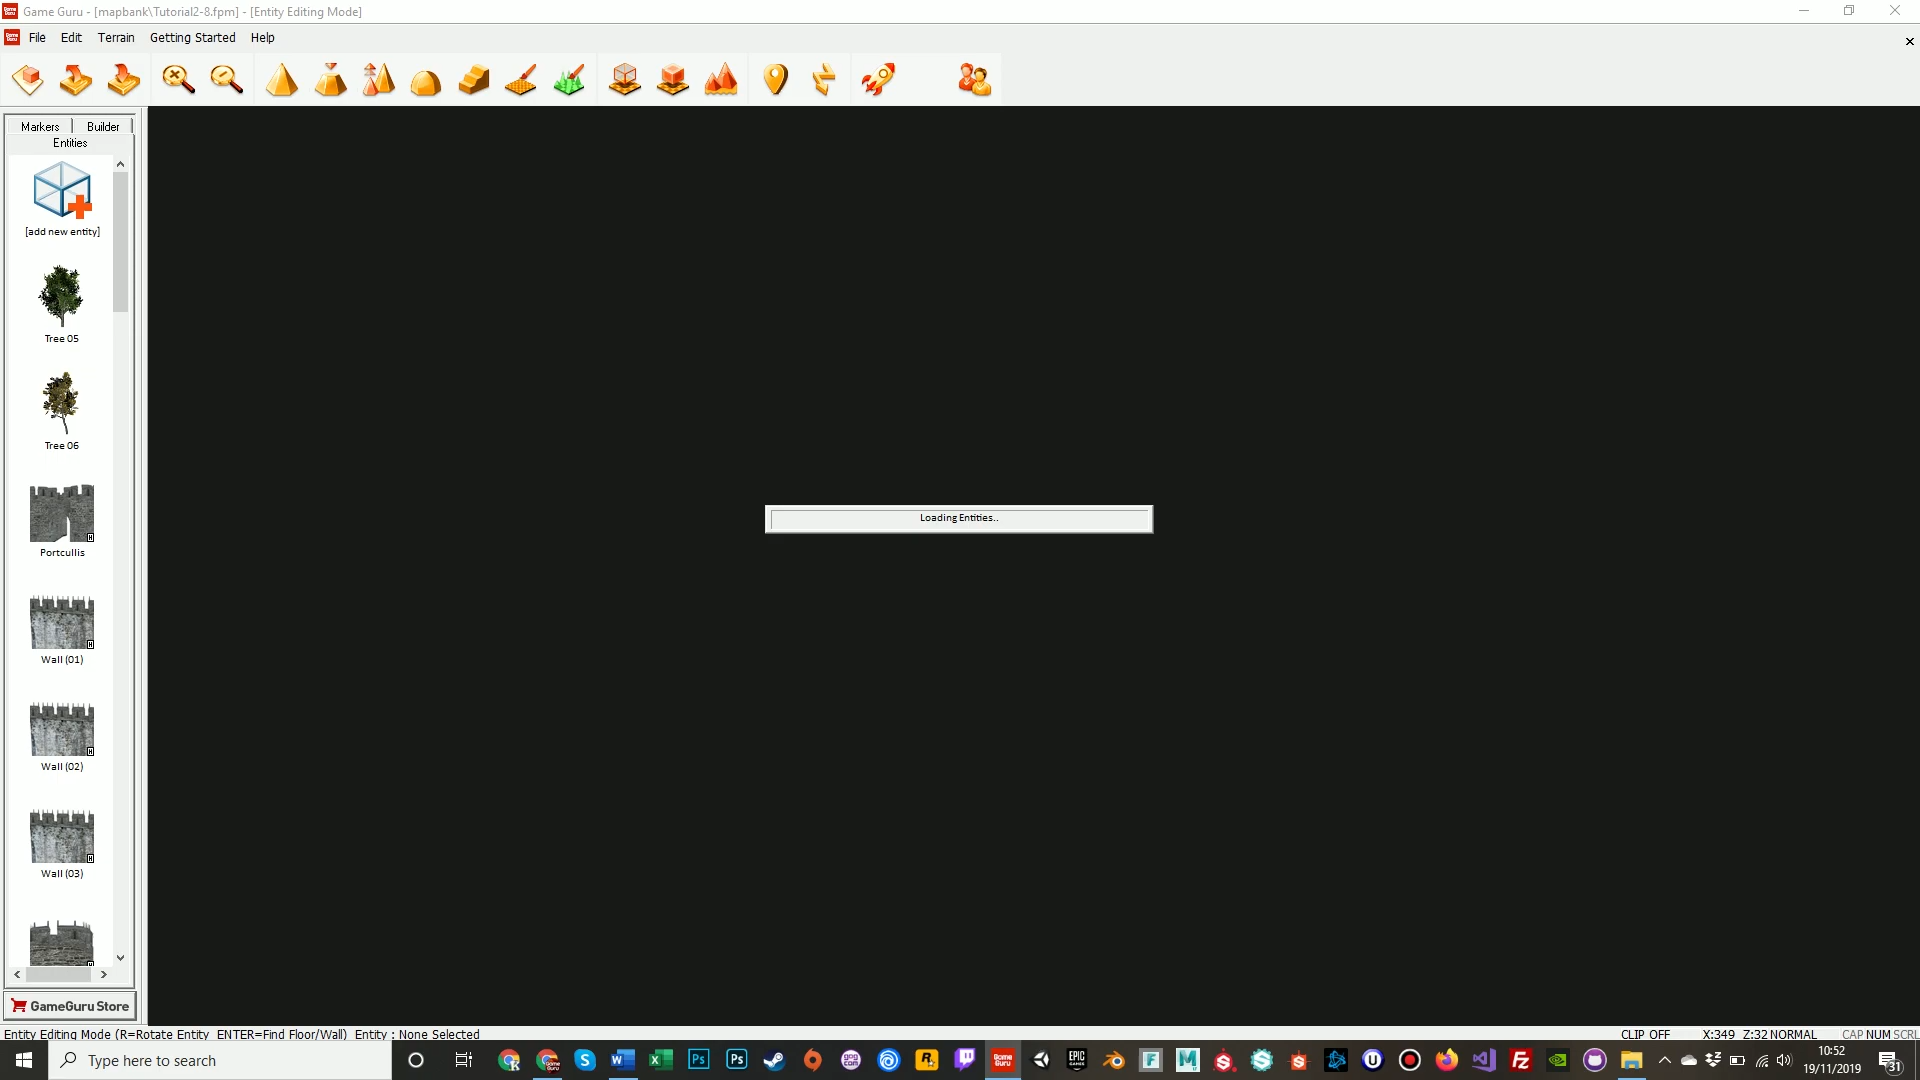 Game Guru - [mapbank\Tutorial2-8.fpm] - [Entity Editing Mode]
File Edit Terrain Getting Started Help
Markers Builder
Entities
[add new entity]
Tree 05
Tree 06
Portcullis
Wall (01)
Wall (02)
Wall (03)
Loading Entities..
GameGuru Store
Entity Editing Mode (R=Rotate Entity ENTER=Find Floor/Wall) Entity : None Selected
CLIP OFF X:349 Z:32 NORMAL CAP NUM SCRL
Type here to search
10:52
19/11/2019
31